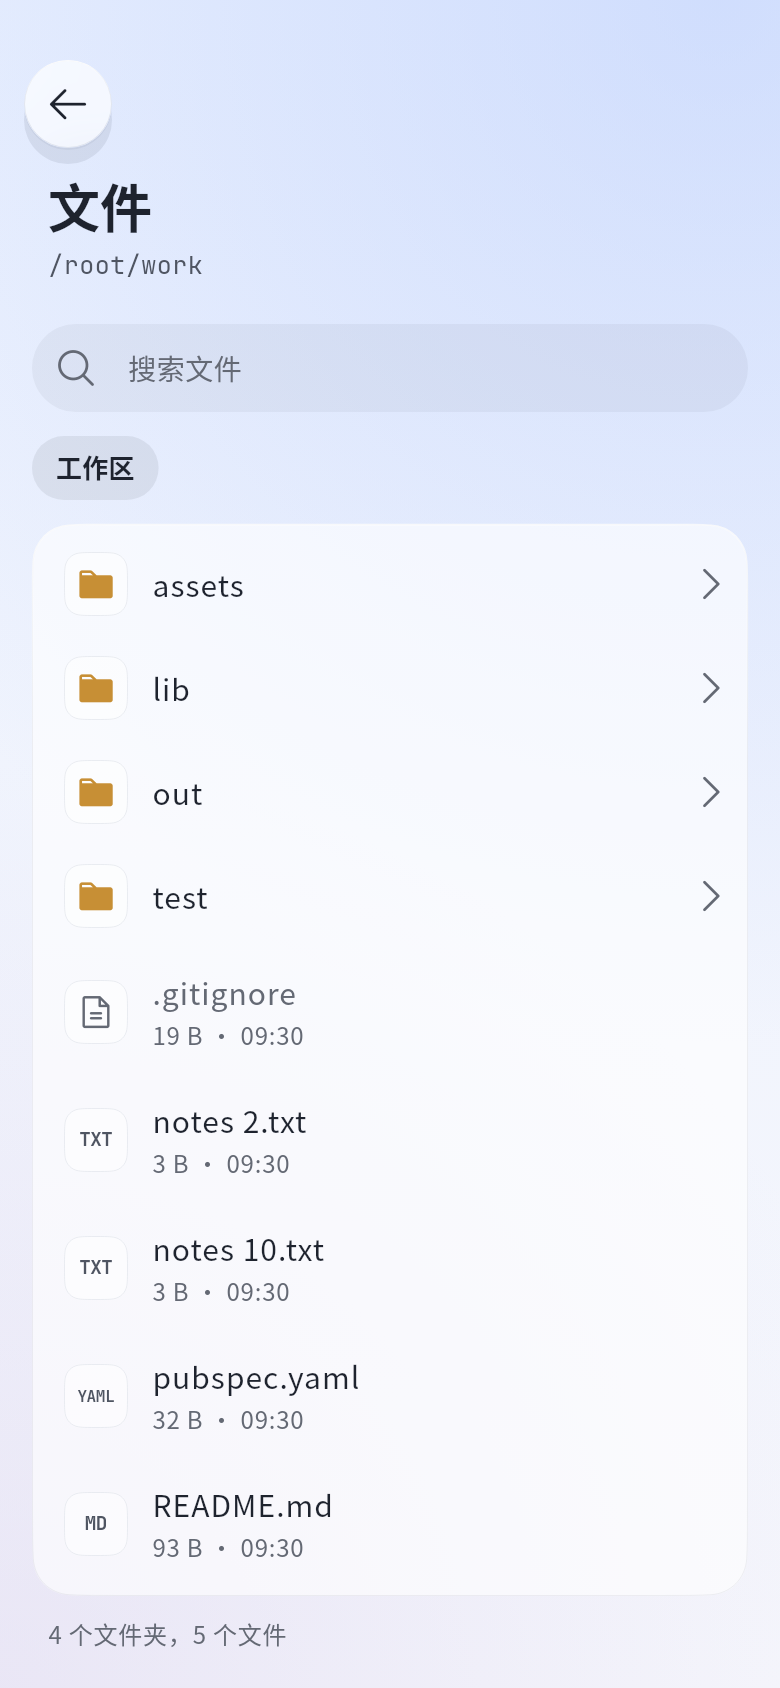 文件
/root/work
搜索文件
工作区
assets
lib
out
test
.gitignore
19 B • 09:30
TXT
notes 2.txt
3 B • 09:30
TXT
notes 10.txt
3 B • 09:30
YAML
pubspec.yaml
32 B • 09:30
MD
README.md
93 B • 09:30
4 个文件夹，5 个文件